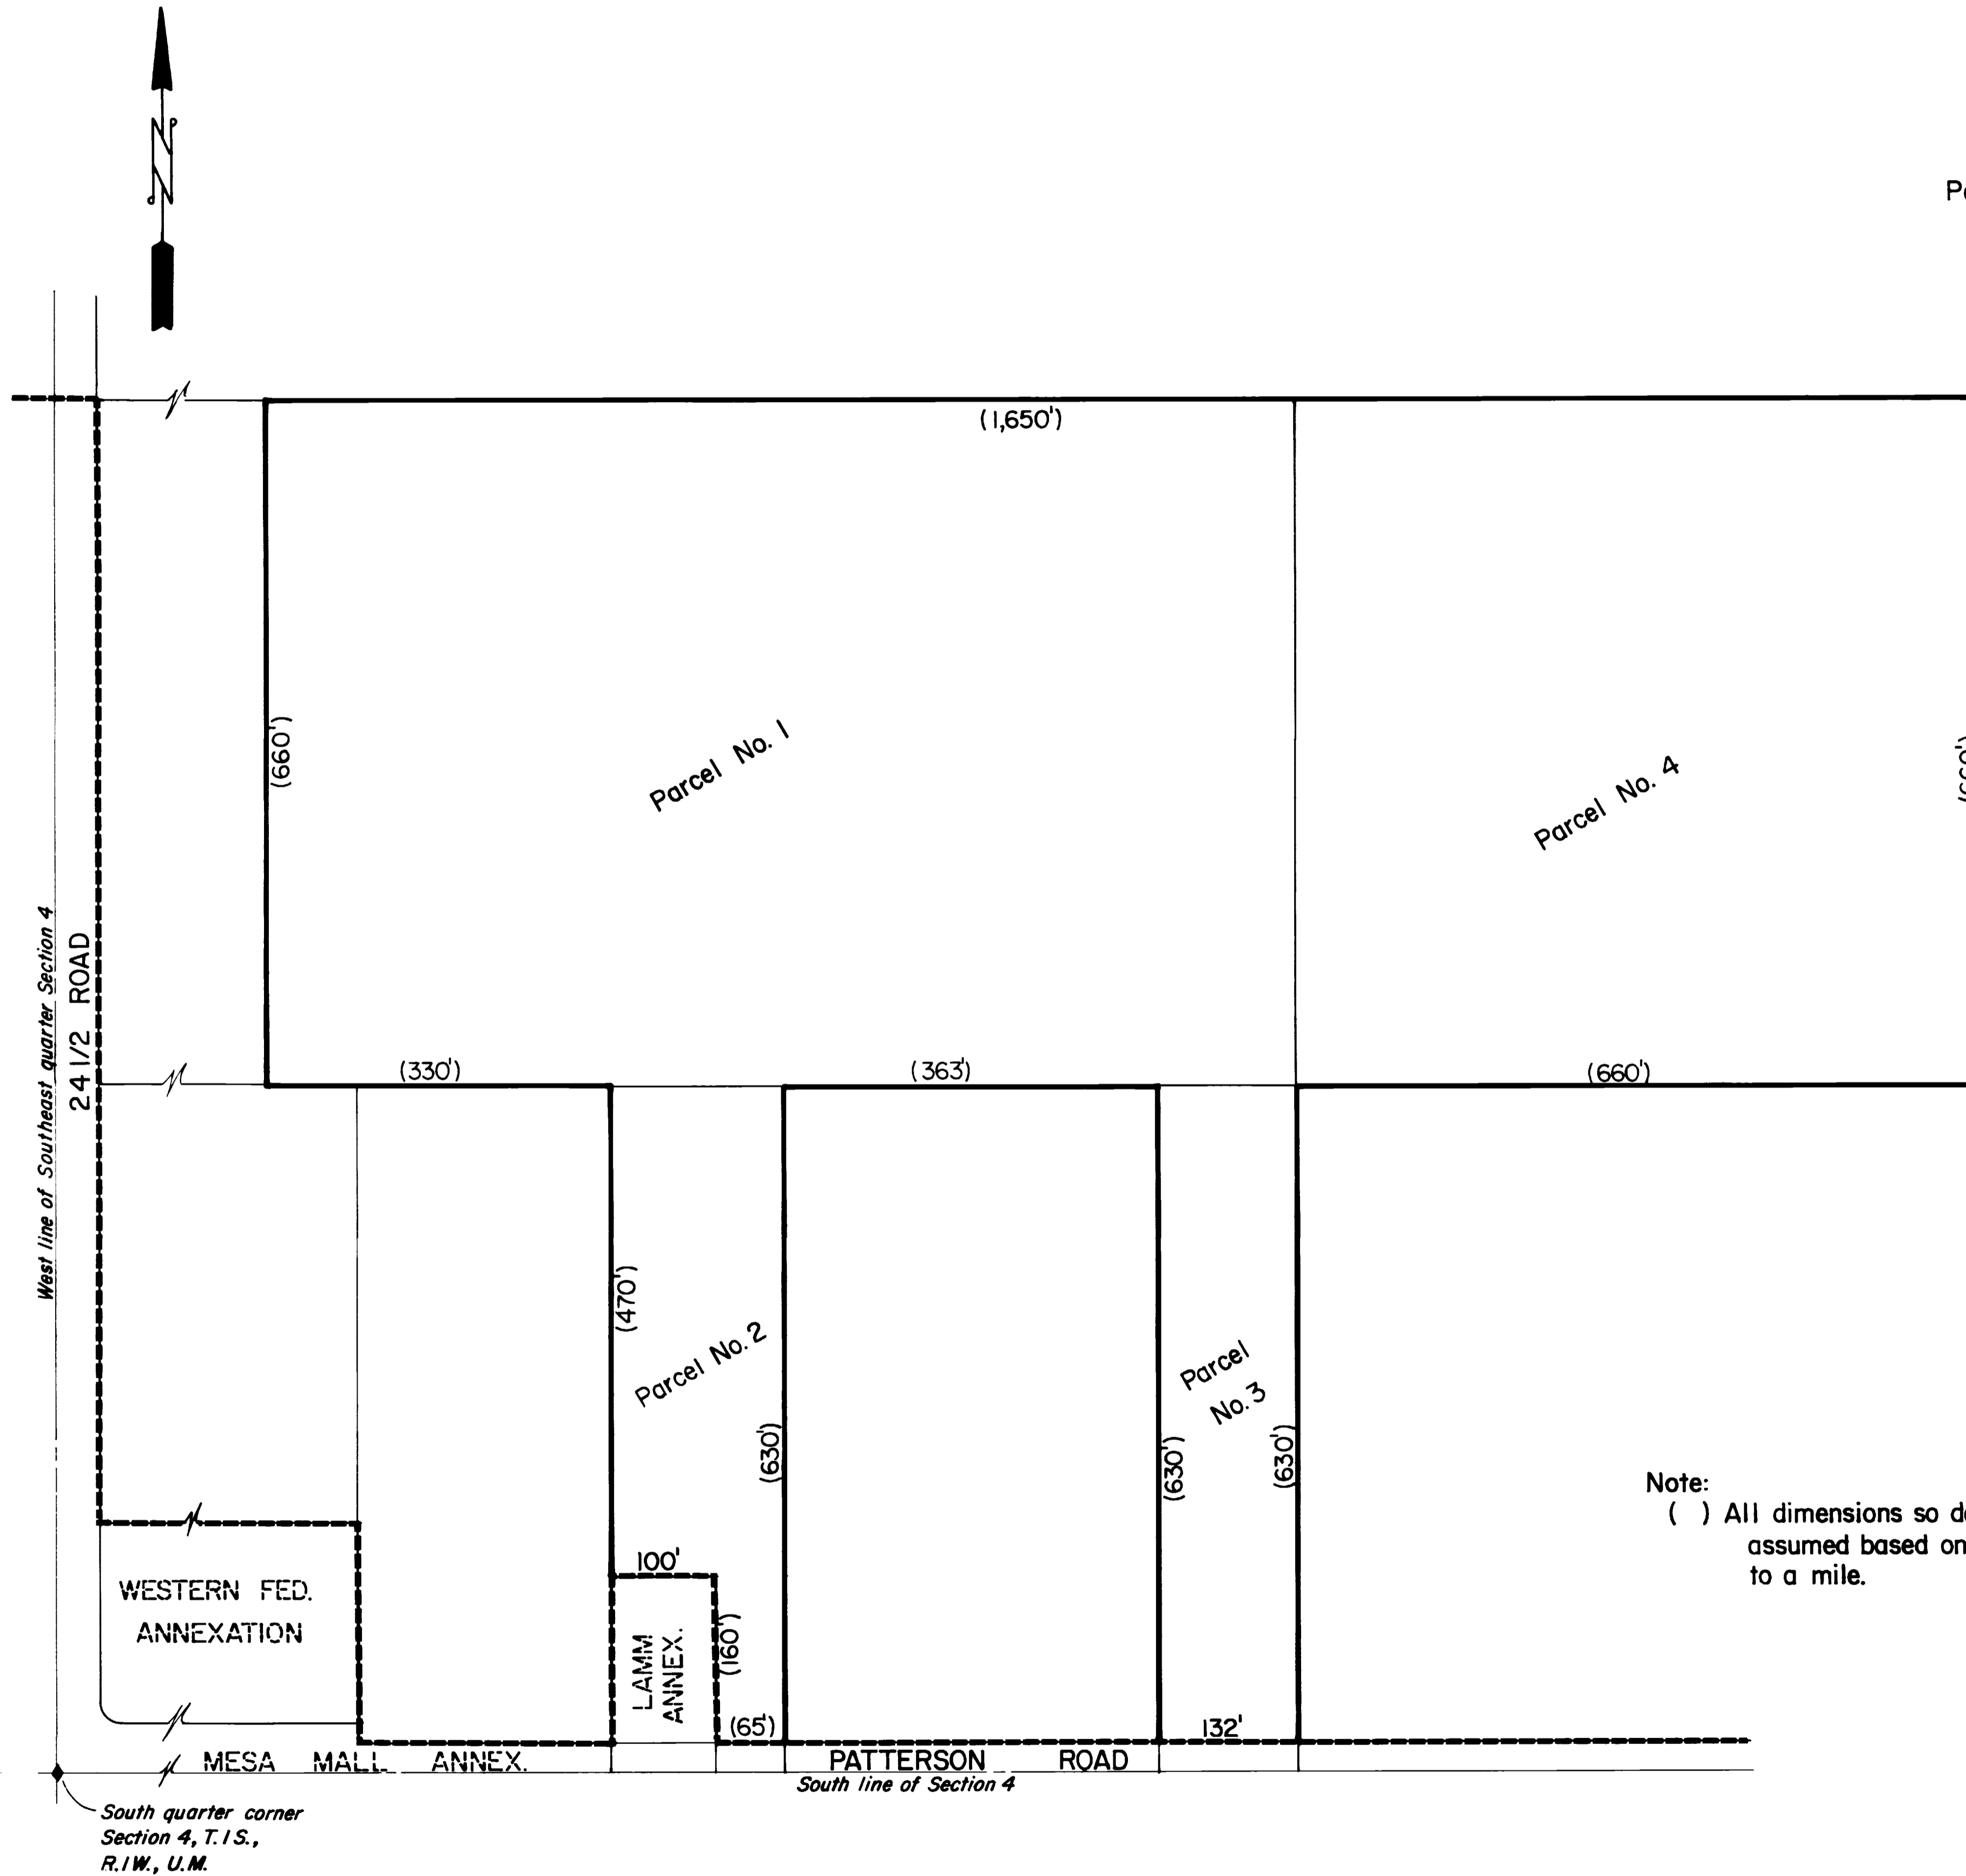 N
(1,650')
(660')
Parcel No. 1
Parcel No. 4
West line of Southeast quarter Section 4
24 1/2 ROAD
(330')
(363')
(660')
(470')
Parcel No. 2
Parcel
No. 3
(630')
(630')
(630')
Note:
( ) All dimensions so
assumed based on
to a mile.
100'
WESTERN FED.
ANNEXATION
LAMM
ANNEX.
(160')
(65')
132'
MESA MALL ANNEX.
PATTERSON ROAD
South line of Section 4
South quarter corner
Section 4, T.1S.,
R.1W., U.M.